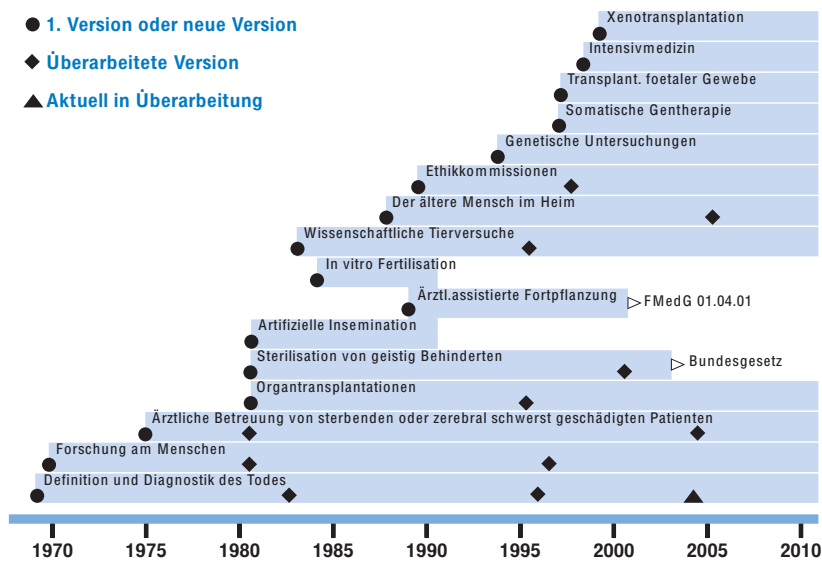 1. Version oder neue Version
Überarbeitete Version
Aktuell in Überarbeitung
Xenotransplantation
Intensivmedizin
Transplant. foetaler Gewebe
Somatische Gentherapie
Genetische Untersuchungen
Ethikkommissionen
Der ältere Mensch im Heim
Wissenschaftliche Tierversuche
In vitro Fertilisation
Ärztl.assistierte Fortpflanzung
FMedG 01.04.01
Artifizielle Insemination
Sterilisation von geistig Behinderten
Bundesgesetz
Organtransplantationen
Ärztliche Betreuung von sterbenden oder zerebral schwerst geschädigten Patienten
Forschung am Menschen
Definition und Diagnostik des Todes
1970 1975 1980 1985 1990 1995 2000 2005 2010